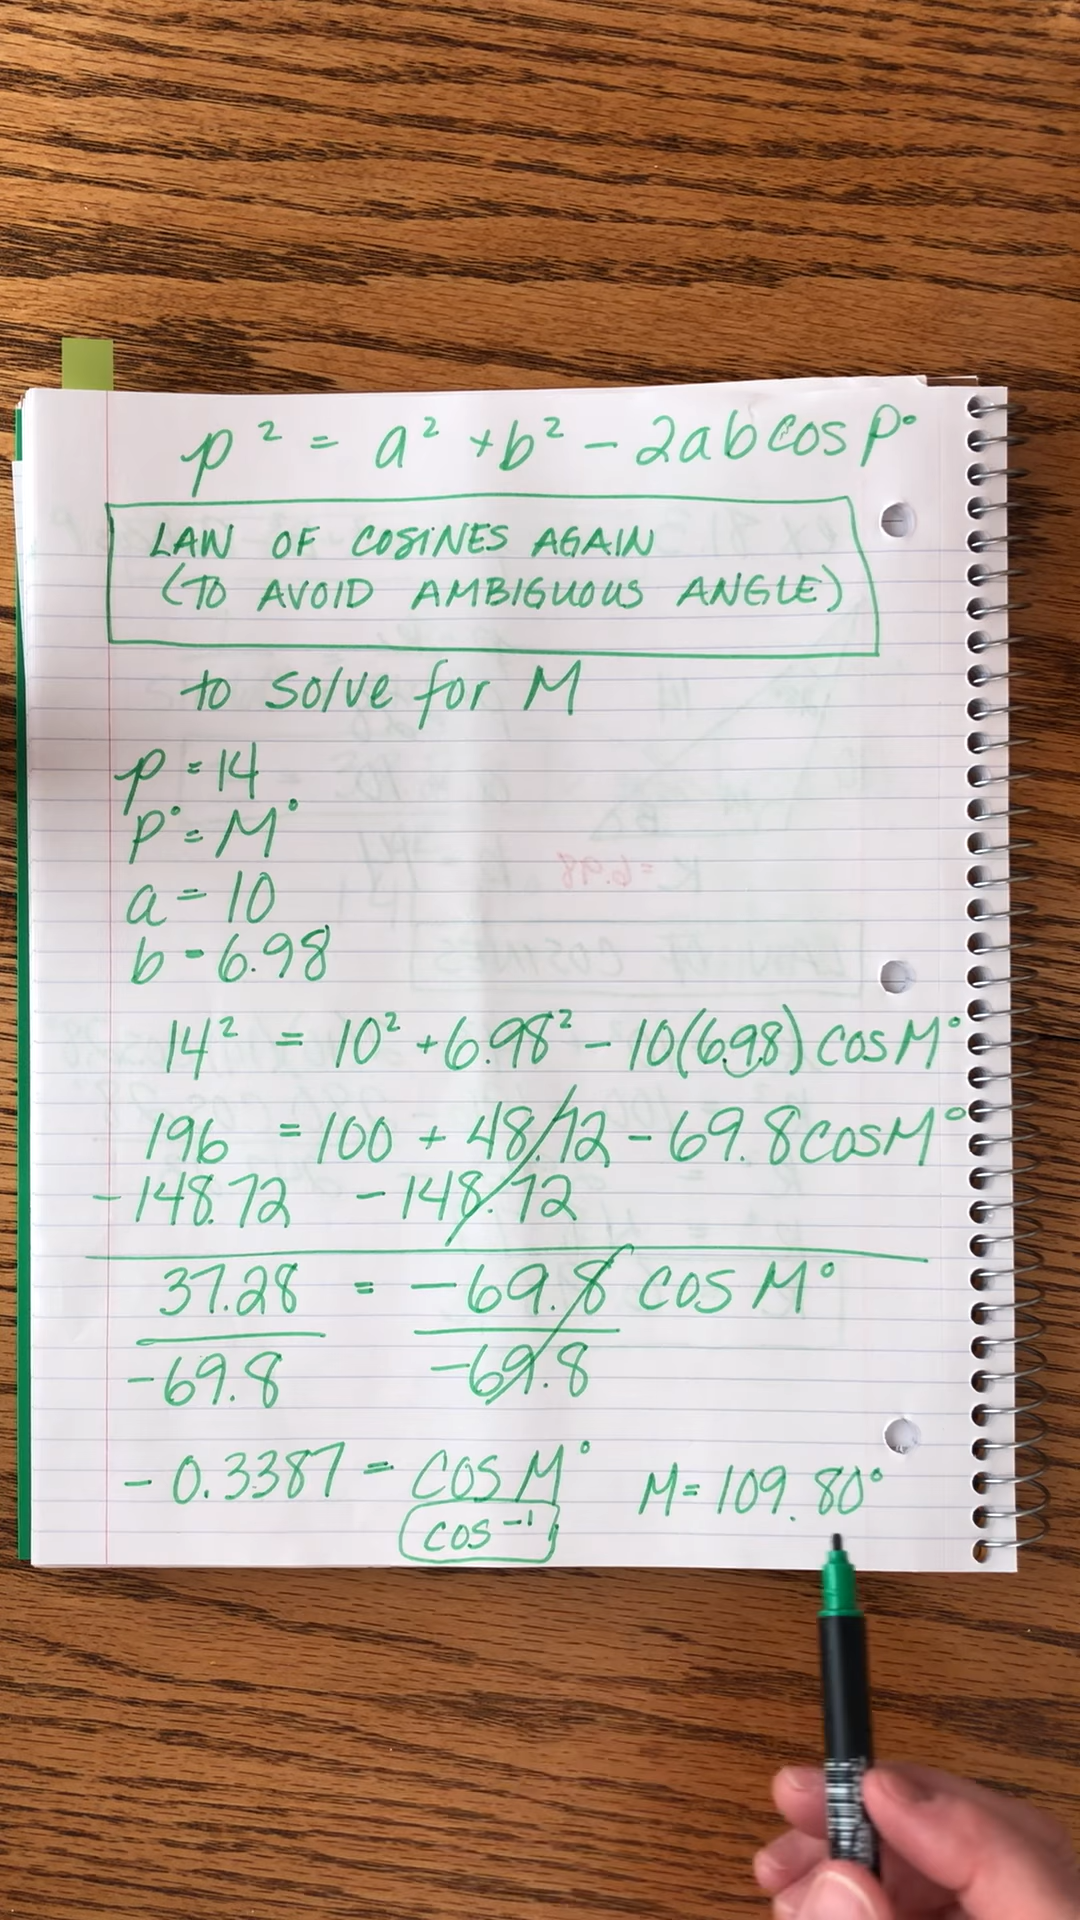 p² = a² + b² - 2ab cos P°
LAW OF COSINES AGAIN
(TO AVOID AMBIGUOUS ANGLE)
to solve for M
p = 14
P° = M°
a = 10
b = 6.98
14² = 10² + 6.98² - 10(6.98) cos M°
196 = 100 + 48.72 - 69.8 cos M°
-148.72 -148.72
37.28 = -69.8 cos M°
-69.8 -69.8
-0.3387 = cos M° M = 109.80°
cos⁻¹